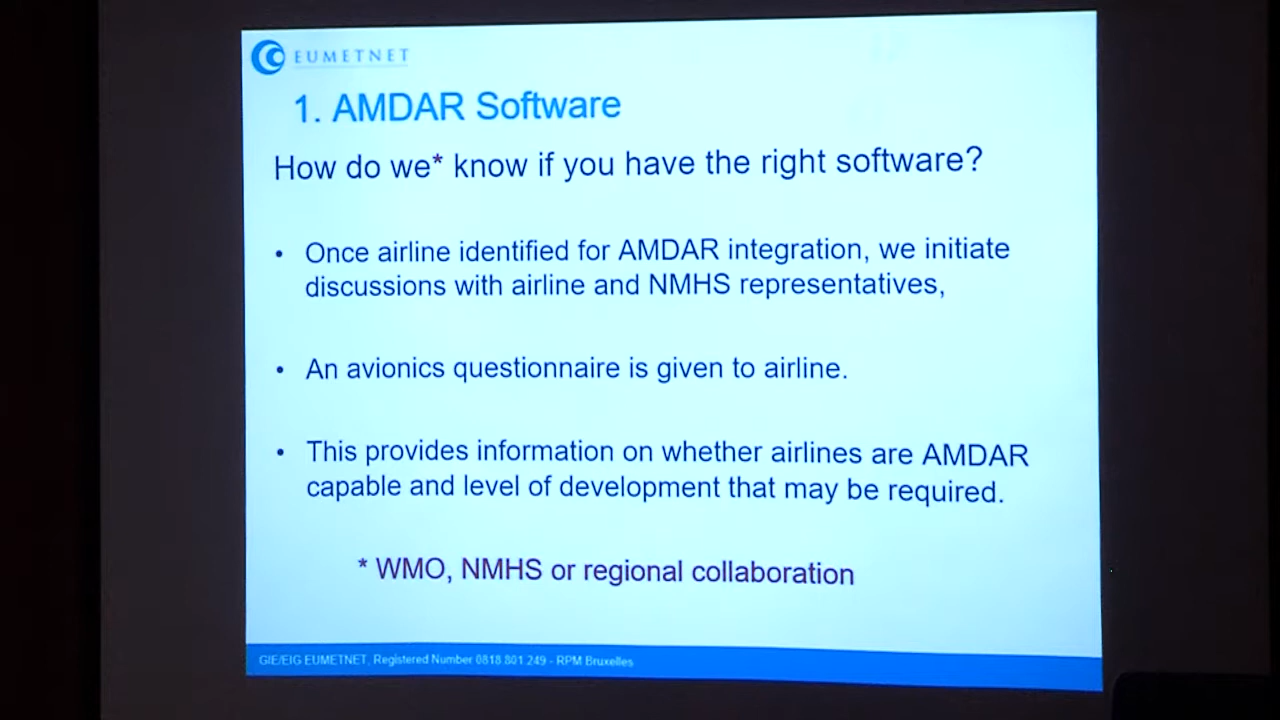 EUMETNET
1. AMDAR Software
How do we* know if you have the right software?
• Once airline identified for AMDAR integration, we initiate
discussions with airline and NMHS representatives,
• An avionics questionnaire is given to airline.
• This provides information on whether airlines are AMDAR
capable and level of development that may be required.
* WMO, NMHS or regional collaboration
GIE/EIG EUMETNET, Registered Number 0818.801.249 - RPM Bruxelles